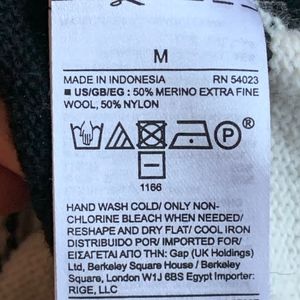 M
MADE IN INDONESIA RN 54023
■ US/GB/EG : 50% MERINO EXTRA FINE
WOOL, 50% NYLON
P ®
1166
HAND WASH COLD/ ONLY NON-
CHLORINE BLEACH WHEN NEEDED/
RESHAPE AND DRY FLAT/ COOL IRON
DISTRIBUIDO POR/ IMPORTED FOR/
ΕΙΣΑΓΕΤΑΙ ΑΠΟ ΤΗΝ: Gap (UK Holdings)
Ltd, Berkeley Square House / Berkeley
Square, London W1J 6BS Egypt Importer:
RIGE, LLC